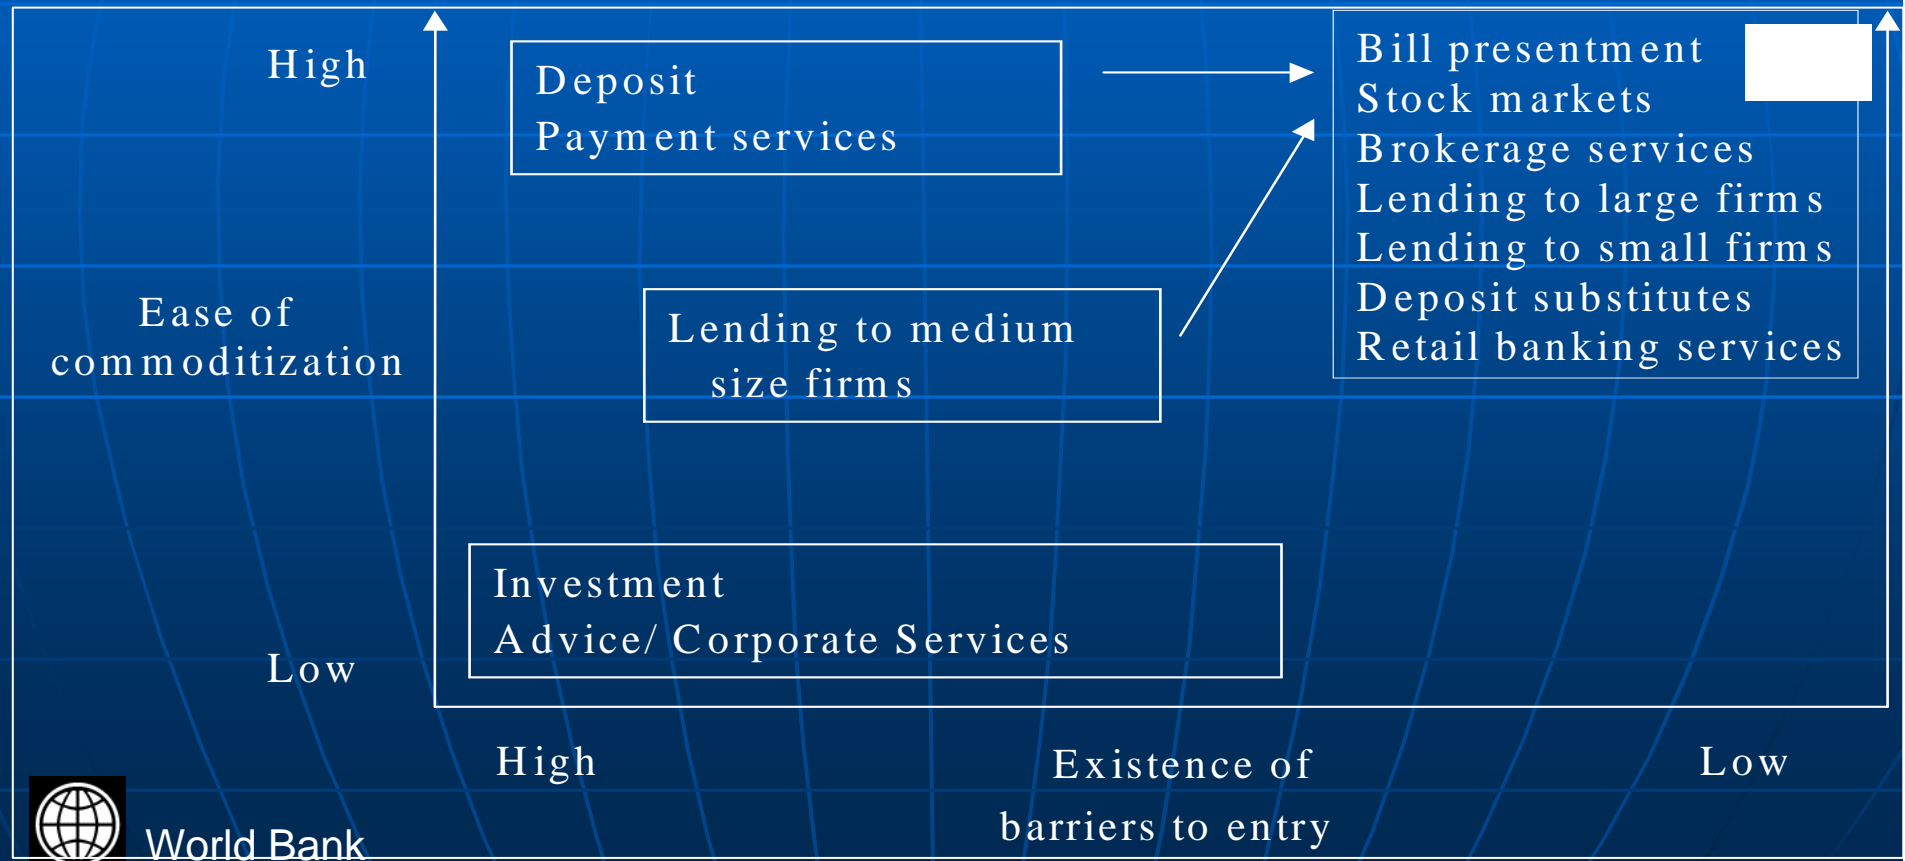 High
Deposit
Payment services
Bill presentment
Stock markets
Brokerage services
Lending to large firms
Lending to small firms
Deposit substitutes
Retail banking services
Ease of
commoditization
Lending to medium
size firms
Investment
Advice/ Corporate Services
Low
High
Existence of
barriers to entry
Low
World Bank